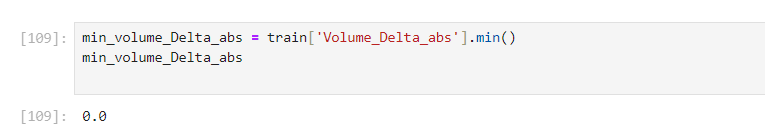 [109]: min_volume_Delta_abs = train['Volume_Delta_abs'].min()
min_volume_Delta_abs
[109]: 0.0